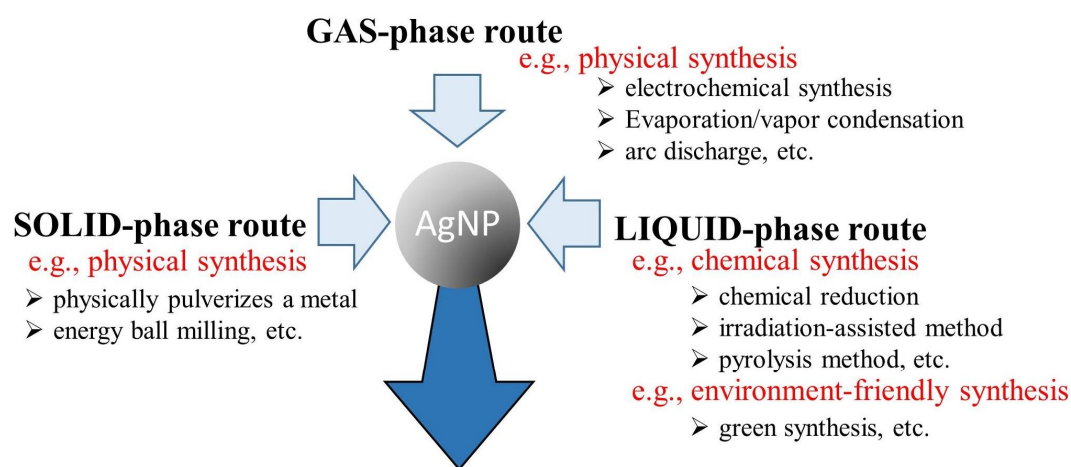 GAS-phase route
e.g., physical synthesis
➢ electrochemical synthesis
➢ Evaporation/vapor condensation
➢ arc discharge, etc.
SOLID-phase route
e.g., physical synthesis
➢ physically pulverizes a metal
➢ energy ball milling, etc.
AgNP
LIQUID-phase route
e.g., chemical synthesis
➢ chemical reduction
➢ irradiation-assisted method
➢ pyrolysis method, etc.
e.g., environment-friendly synthesis
➢ green synthesis, etc.